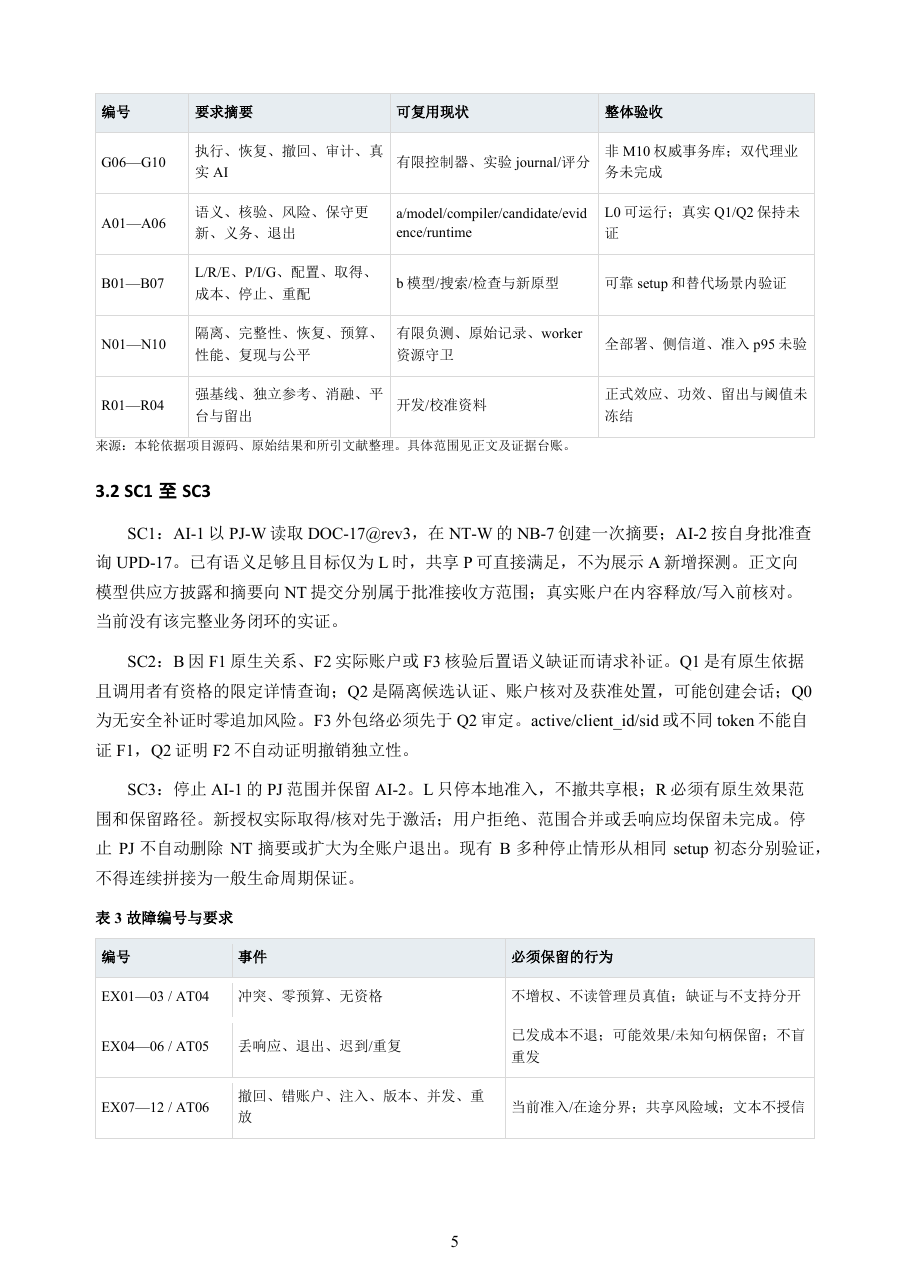 编号 要求摘要 可复用现状 整体验收
G06—G10 执行、恢复、撤回、审计、真实 AI 有限控制器、实验 journal/评分 非 M10 权威事务库；双代理业务未完成
A01—A06 语义、核验、风险、保守更新、义务、退出 a/model/compiler/candidate/evidence/runtime L0 可运行；真实 Q1/Q2 保持未证
B01—B07 L/R/E、P/I/G、配置、取得、成本、停止、重配 b 模型/搜索/检查与新原型 可靠 setup 和替代场景内验证
N01—N10 隔离、完整性、恢复、预算、性能、复现与公平 有限负测、原始记录、worker 资源守卫 全部署、侧信道、准入 p95 未验
R01—R04 强基线、独立参考、消融、平台与留出 开发/校准资料 正式效应、功效、留出与阈值未冻结
来源：本轮依据项目源码、原始结果和所引文献整理。具体范围见正文及证据台账。
3.2 SC1 至 SC3
SC1：AI-1 以 PJ-W 读取 DOC-17@rev3，在 NT-W 的 NB-7 创建一次摘要；AI-2 按自身批准查
询 UPD-17。已有语义足够且目标仅为 L 时，共享 P 可直接满足，不为展示 A 新增探测。正文向
模型供应方披露和摘要向 NT 提交分别属于批准接收方范围；真实账户在内容释放/写入前核对。
当前没有该完整业务闭环的实证。
SC2：B 因 F1 原生关系、F2 实际账户或 F3 核验后置语义缺证而请求补证。Q1 是有原生依据
且调用者有资格的限定详情查询；Q2 是隔离候选认证、账户核对及获准处置，可能创建会话；Q0
为无安全补证时零追加风险。F3 外包络必须先于 Q2 审定。active/client_id/sid 或不同 token 不能自
证 F1，Q2 证明 F2 不自动证明撤销独立性。
SC3：停止 AI-1 的 PJ 范围并保留 AI-2。L 只停本地准入，不撤共享根；R 必须有原生效果范
围和保留路径。新授权实际取得/核对先于激活；用户拒绝、范围合并或丢响应均保留未完成。停
止 PJ 不自动删除 NT 摘要或扩大为全账户退出。现有 B 多种停止情形从相同 setup 初态分别验证，
不得连续拼接为一般生命周期保证。
表 3 故障编号与要求
编号 事件 必须保留的行为
EX01—03 / AT04 冲突、零预算、无资格 不增权、不读管理员真值；缺证与不支持分开
EX04—06 / AT05 丢响应、退出、迟到/重复 已发成本不退；可能效果/未知句柄保留；不盲重发
EX07—12 / AT06 撤回、错账户、注入、版本、并发、重放 当前准入/在途分界；共享风险域；文本不授信
5